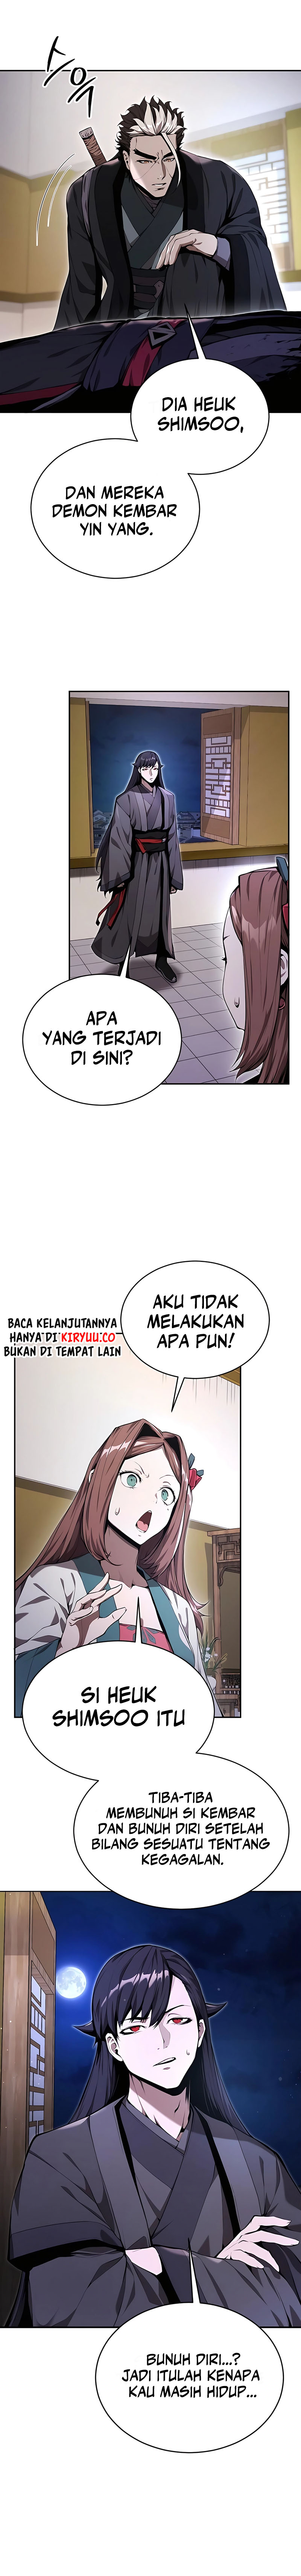 스윽
DIA HEUK
SHIMSOO,
DAN MEREKA
DEMON KEMBAR
YIN YANG.
APA
YANG TERJADI
DI SINI?
AKU TIDAK
MELAKUKAN
APA PUN!
BACA KELANJUTANNYA
HANYA DI KIRYUU.CO
BUKAN DI TEMPAT LAIN
SI HEUK
SHIMSOO ITU
TIBA-TIBA
MEMBUNUH SI KEMBAR
DAN BUNUH DIRI SETELAH
BILANG SESUATU TENTANG
KEGAGALAN.
BUNUH DIRI...?
JADI ITULAH KENAPA
KAU MASIH HIDUP...